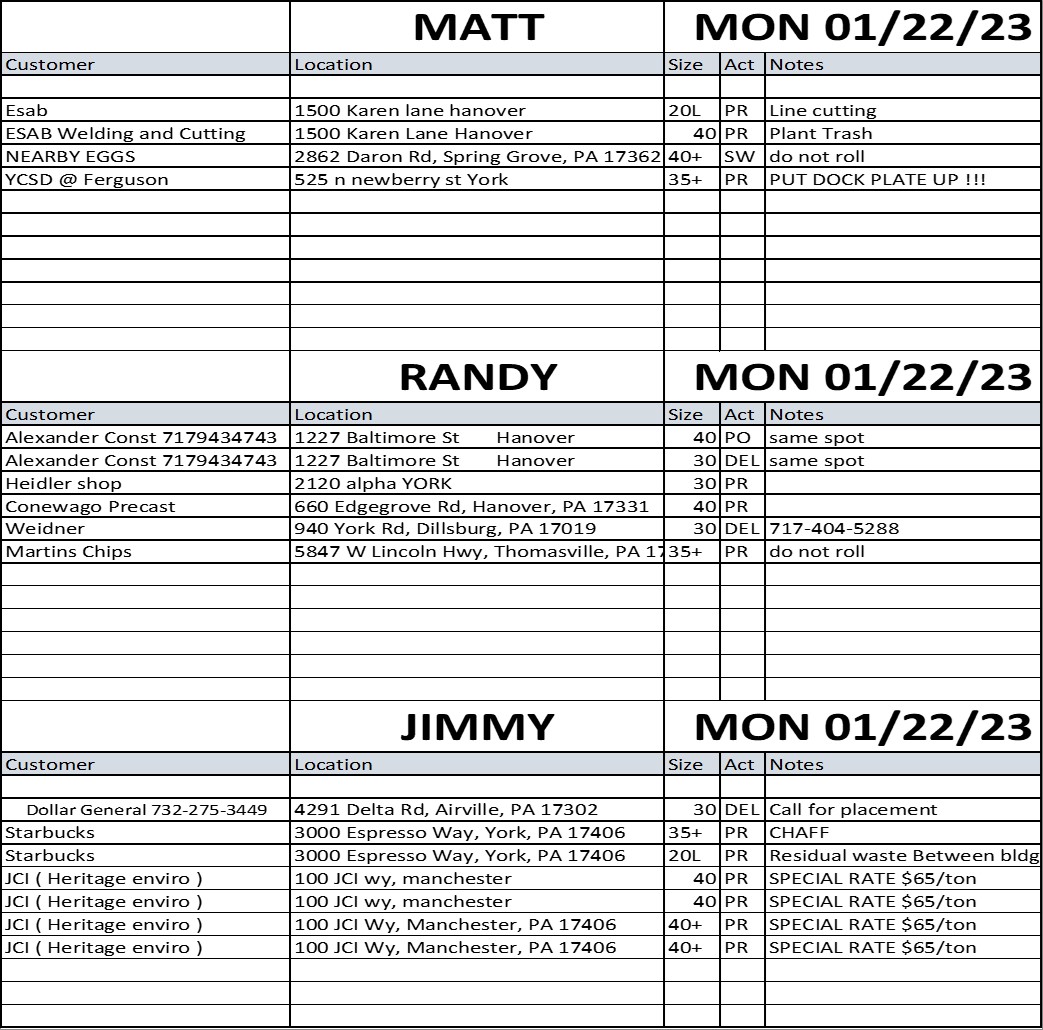 MATT MON 01/22/23
Customer Location Size Act Notes
Esab 1500 Karen lane hanover 20L PR Line cutting
ESAB Welding and Cutting 1500 Karen Lane Hanover 40 PR Plant Trash
NEARBY EGGS 2862 Daron Rd, Spring Grove, PA 17362 40+ SW do not roll
YCSD @ Ferguson 525 n newberry st York 35+ PR PUT DOCK PLATE UP !!!
RANDY MON 01/22/23
Customer Location Size Act Notes
Alexander Const 7179434743 1227 Baltimore St Hanover 40 PO same spot
Alexander Const 7179434743 1227 Baltimore St Hanover 30 DEL same spot
Heidler shop 2120 alpha YORK 30 PR
Conewago Precast 660 Edgegrove Rd, Hanover, PA 17331 40 PR
Weidner 940 York Rd, Dillsburg, PA 17019 30 DEL 717-404-5288
Martins Chips 5847 W Lincoln Hwy, Thomasville, PA 17 35+ PR do not roll
JIMMY MON 01/22/23
Customer Location Size Act Notes
Dollar General 732-275-3449 4291 Delta Rd, Airville, PA 17302 30 DEL Call for placement
Starbucks 3000 Espresso Way, York, PA 17406 35+ PR CHAFF
Starbucks 3000 Espresso Way, York, PA 17406 20L PR Residual waste Between bldg
JCI ( Heritage enviro ) 100 JCI wy, manchester 40 PR SPECIAL RATE $65/ton
JCI ( Heritage enviro ) 100 JCI wy, manchester 40 PR SPECIAL RATE $65/ton
JCI ( Heritage enviro ) 100 JCI Wy, Manchester, PA 17406 40+ PR SPECIAL RATE $65/ton
JCI ( Heritage enviro ) 100 JCI Wy, Manchester, PA 17406 40+ PR SPECIAL RATE $65/ton